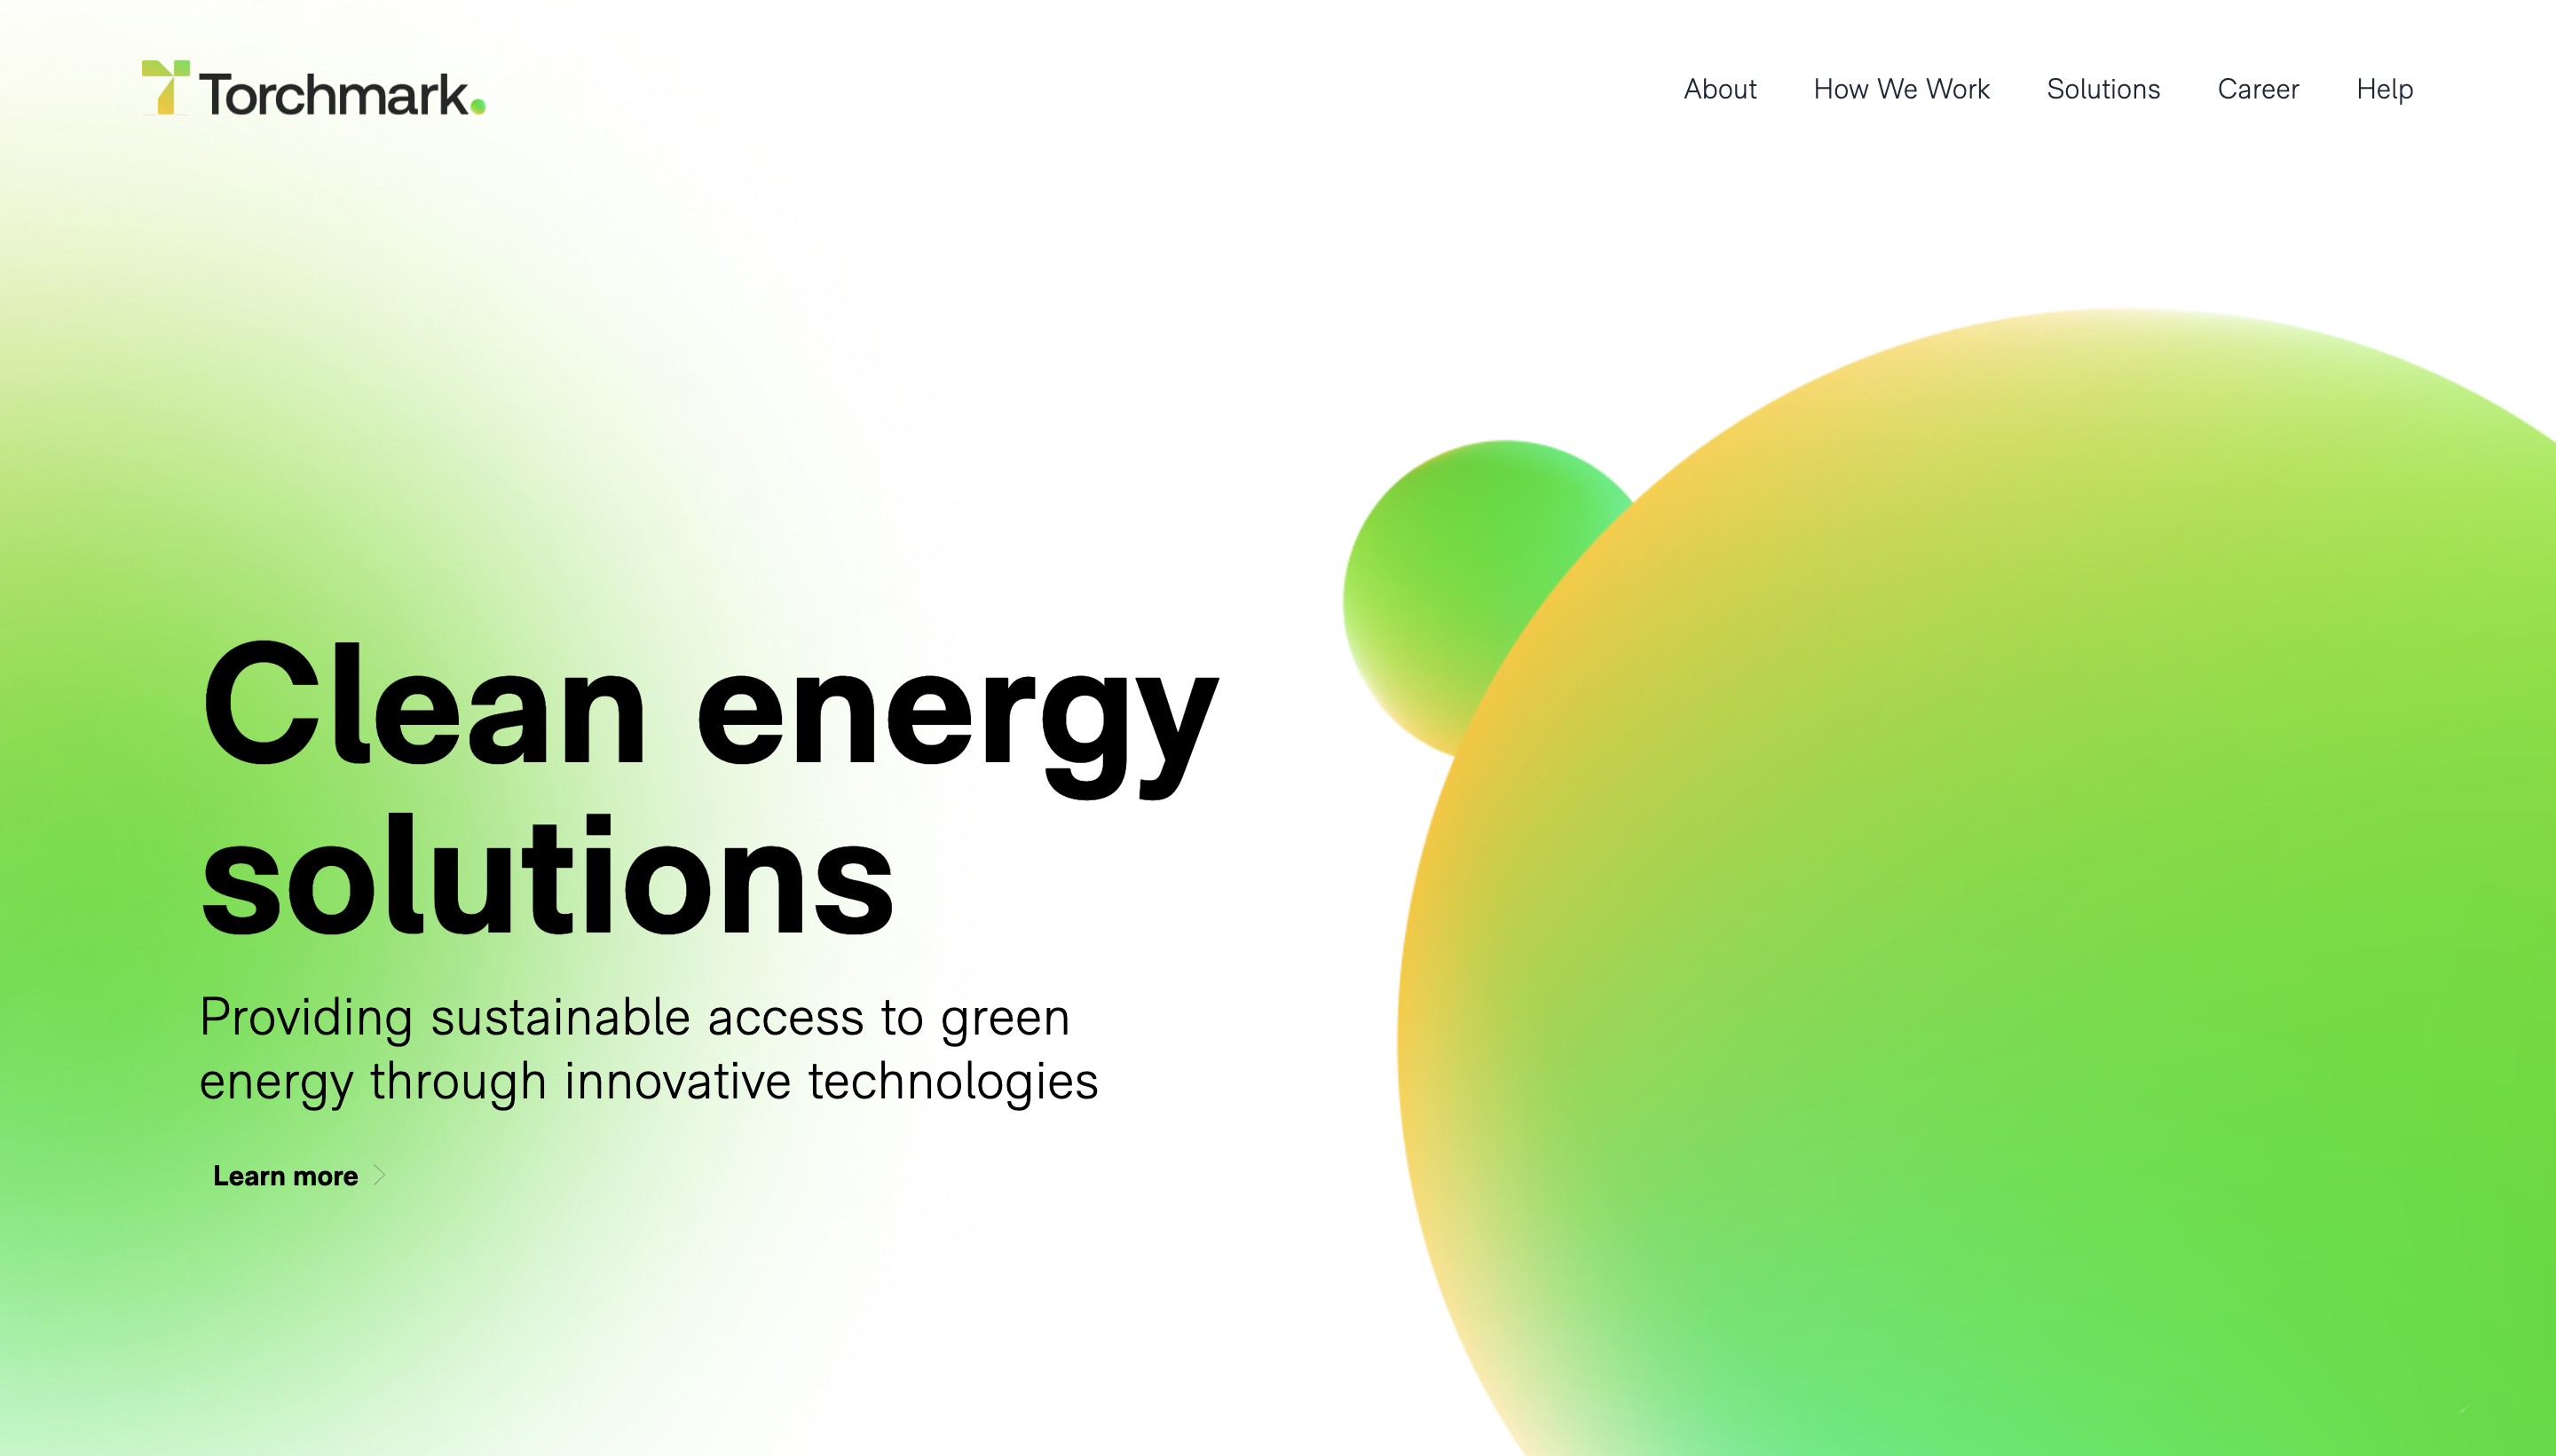 Torchmark.
About
How We Work
Solutions
Career
Help
Clean energy
solutions
Providing sustainable access to green
energy through innovative technologies
Learn more